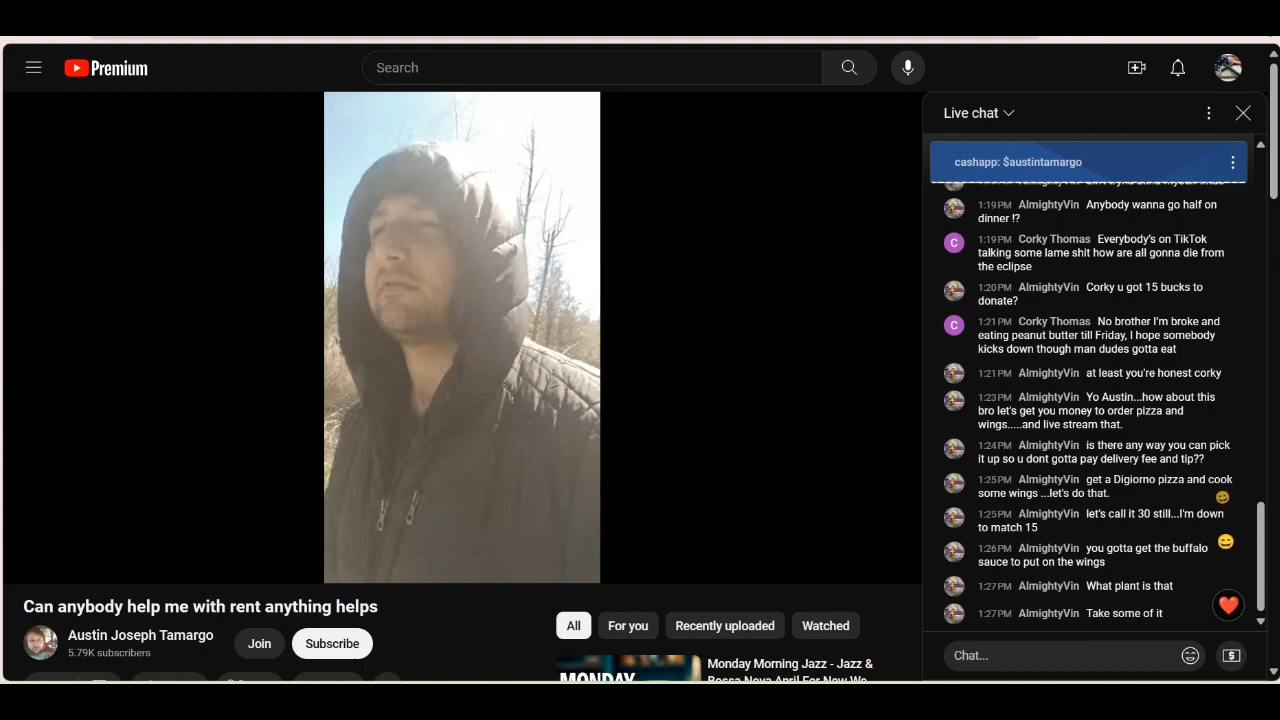 Premium
Search
Live chat
cashapp: $austintamargo
1:19 PM AlmightyVin Anybody wanna go half on
dinner !?
1:19 PM Corky Thomas Everybody's on TikTok
talking some lame shit how are all gonna die from
the eclipse
1:20 PM AlmightyVin Corky u got 15 bucks to
donate?
C
1:21 PM Corky Thomas No brother I'm broke and
eating peanut butter till Friday, I hope somebody
kicks down though man dudes gotta eat
C
1:21 PM AlmightyVin at least you're honest corky
1:23 PM AlmightyVin Yo Austin...how about this
bro let's get you money to order pizza and
wings.....and live stream that.
1:24 PM AlmightyVin is there any way you can pick
it up so u dont gotta pay delivery fee and tip??
1:25 PM AlmightyVin get a Digiorno pizza and cook
some wings ...let's do that.
1:25 PM AlmightyVin let's call it 30 still...I'm down
to match 15
1:26 PM AlmightyVin you gotta get the buffalo
sauce to put on the wings
1:27 PM AlmightyVin What plant is that
1:27 PM AlmightyVin Take some of it
Chat...
Can anybody help me with rent anything helps
Austin Joseph Tamargo
5.79K subscribers
Join
Subscribe
All
For you
Recently uploaded
Watched
MONDAY
Monday Morning Jazz - Jazz &
Bossa Nova April For New We